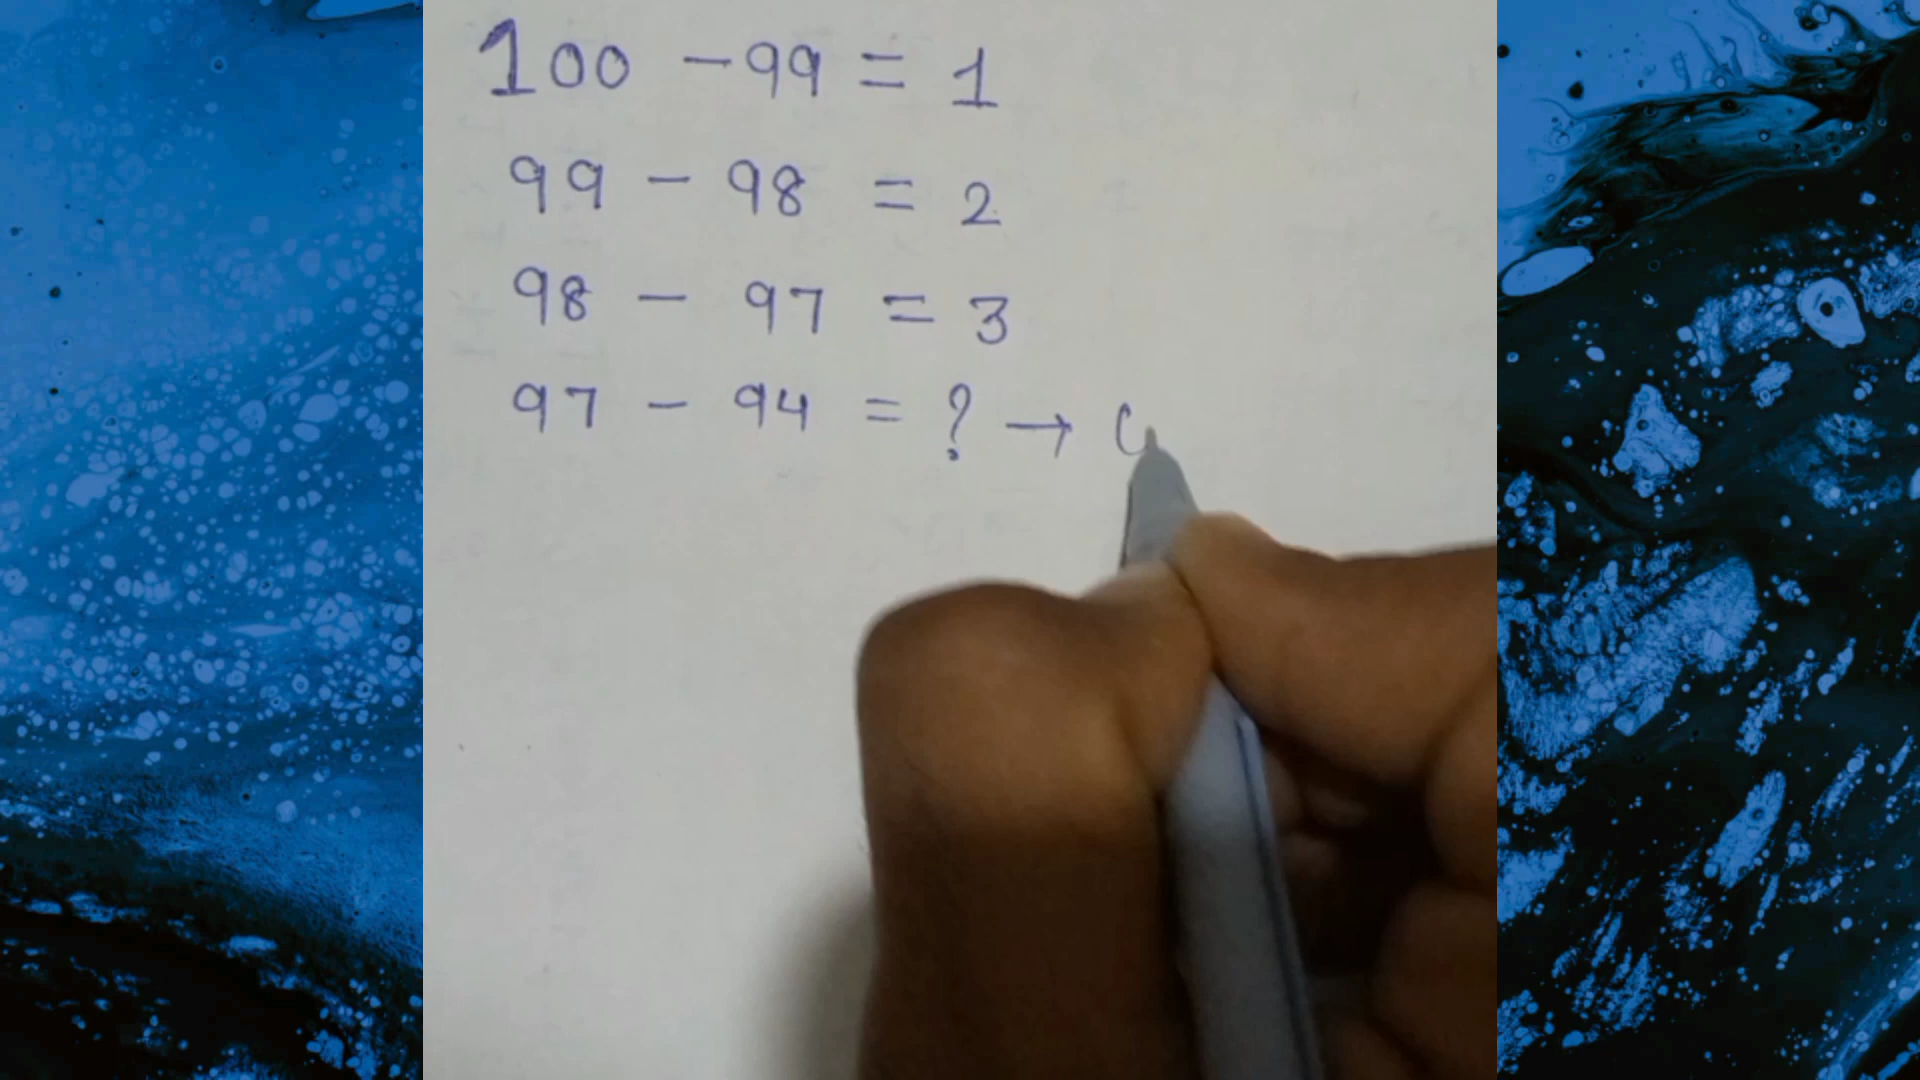 100 - 99 = 1
99 - 98 = 2
98 - 97 = 3
97 - 94 = ? →